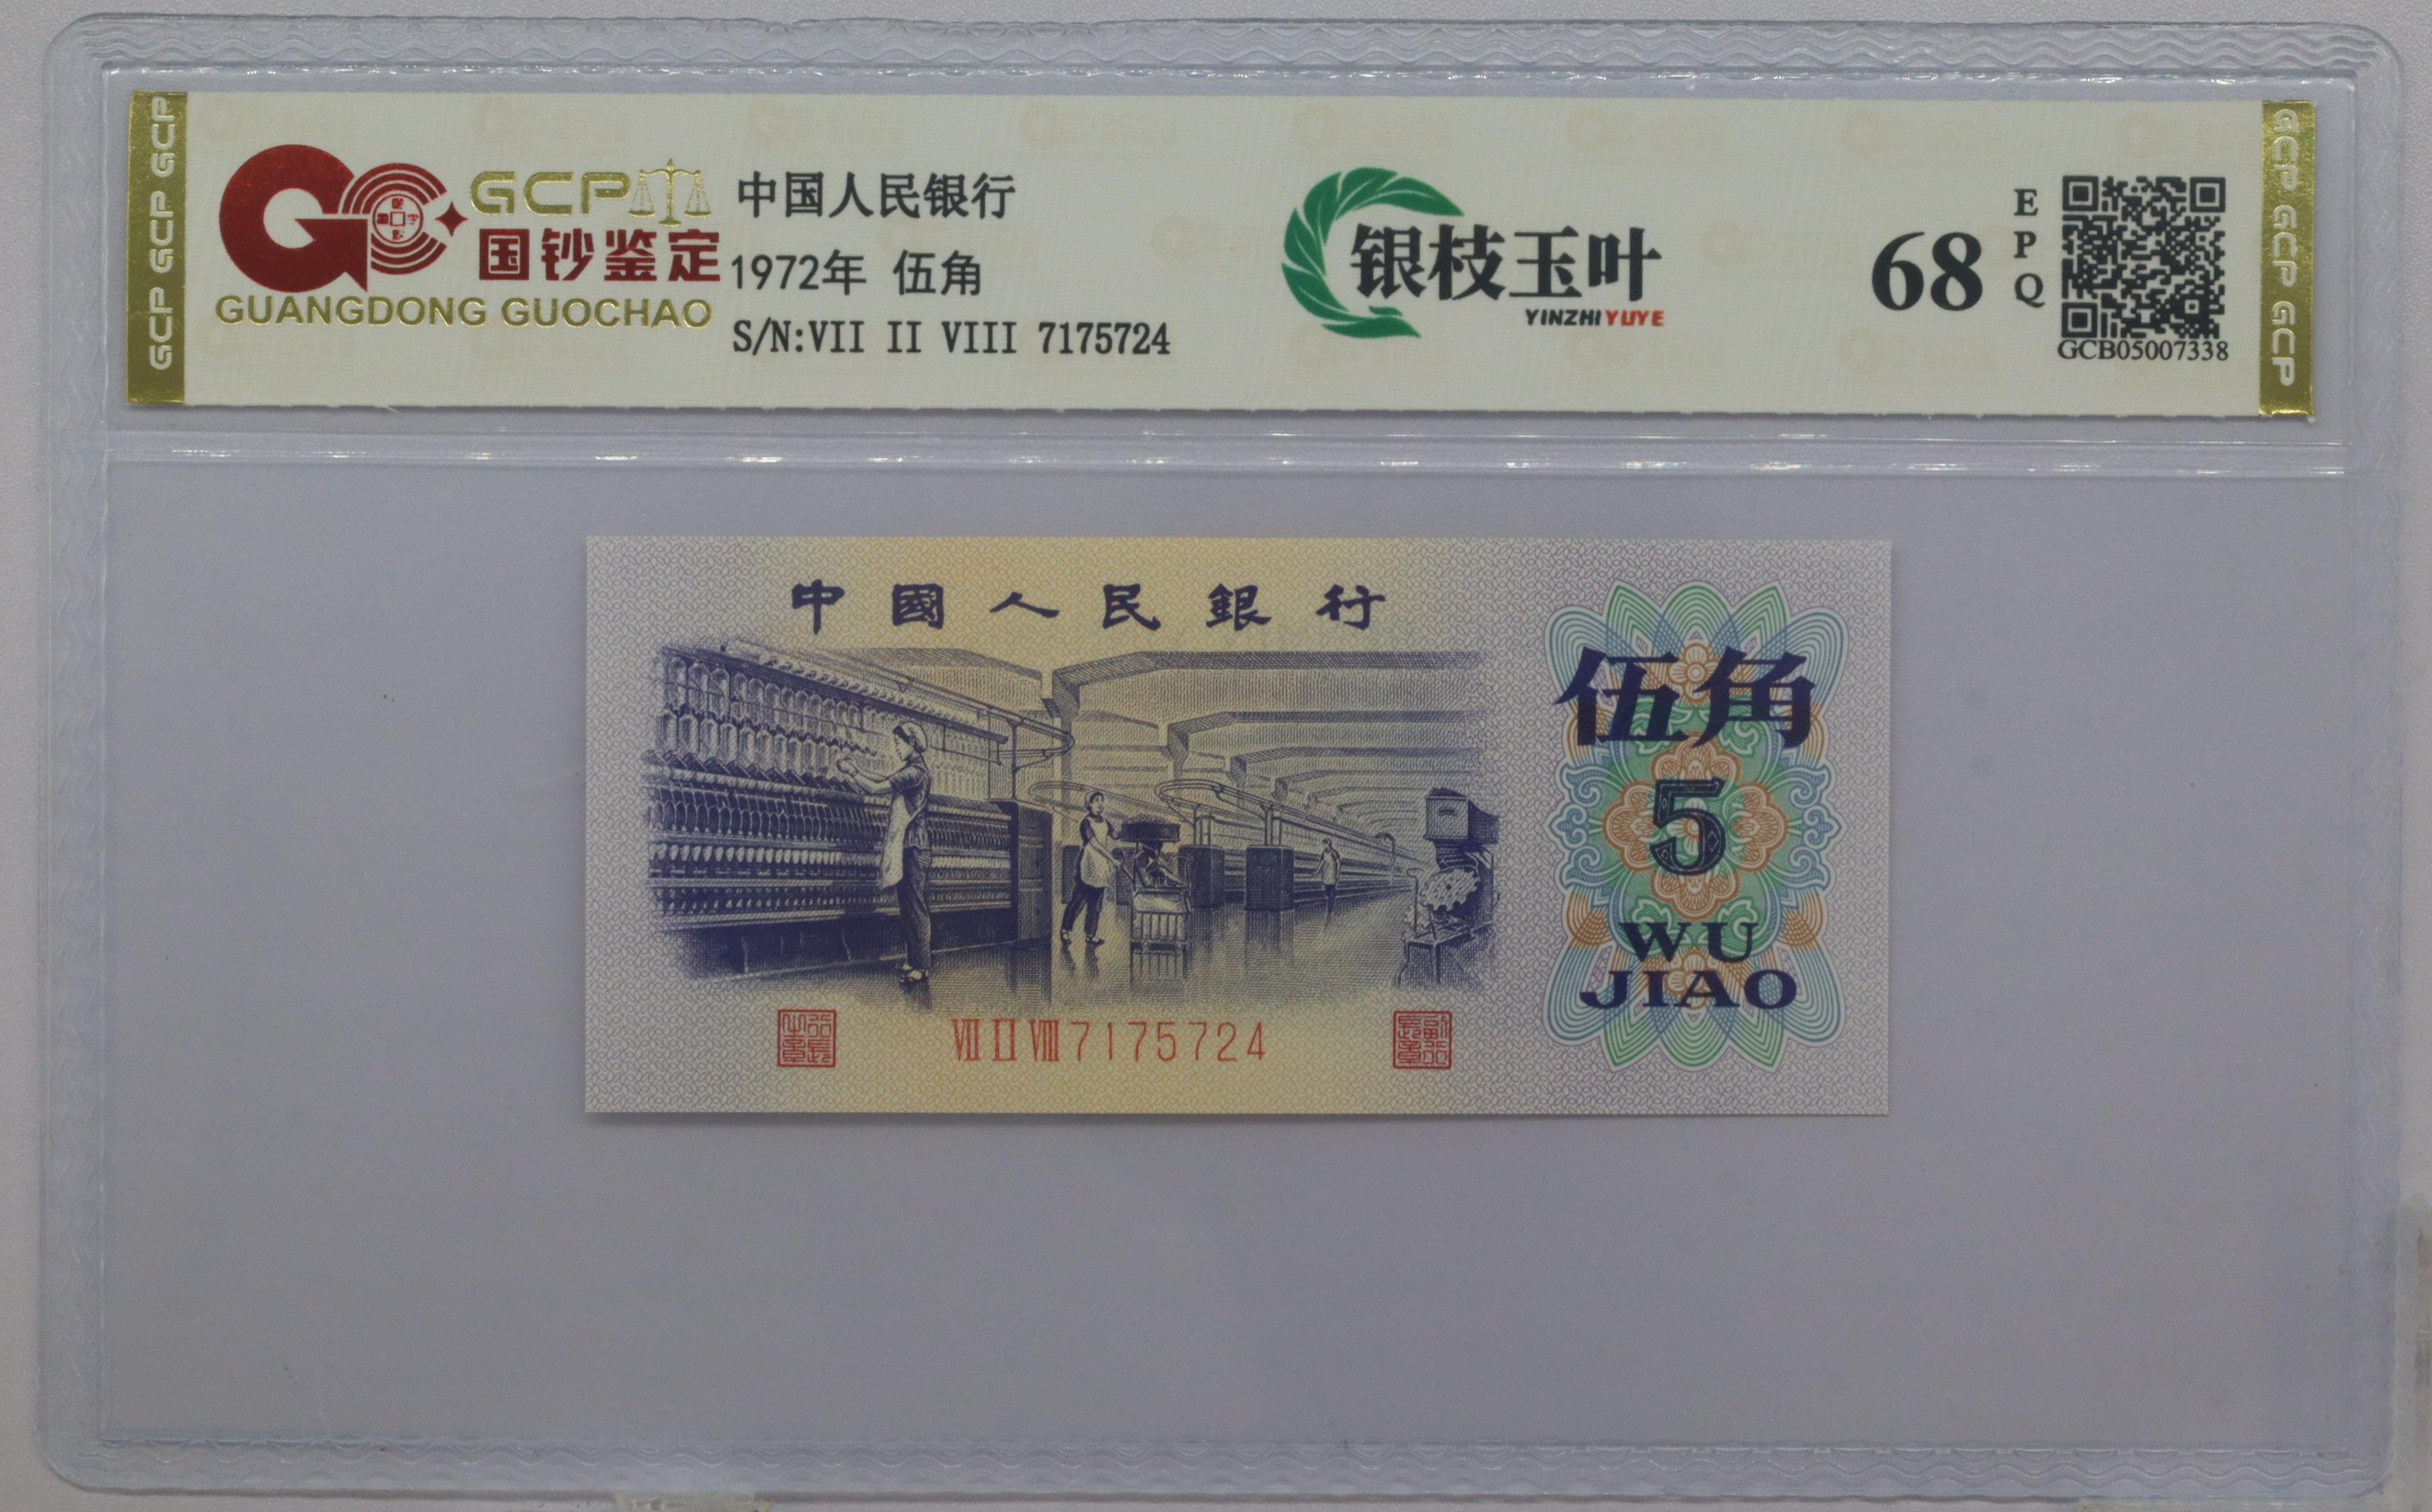 GCP GCP GCP
GCP
国钞鉴定
GUANGDONG GUOCHAO
中国人民银行
1972年 伍角
S/N:VII II VIII 7175724
银枝玉叶
YINZHIYUYE
68
EPQ
GCB05007338
GCP GCP GCP
中國人民銀行
伍角
5
WU
JIAO
VII II VIII 7175724